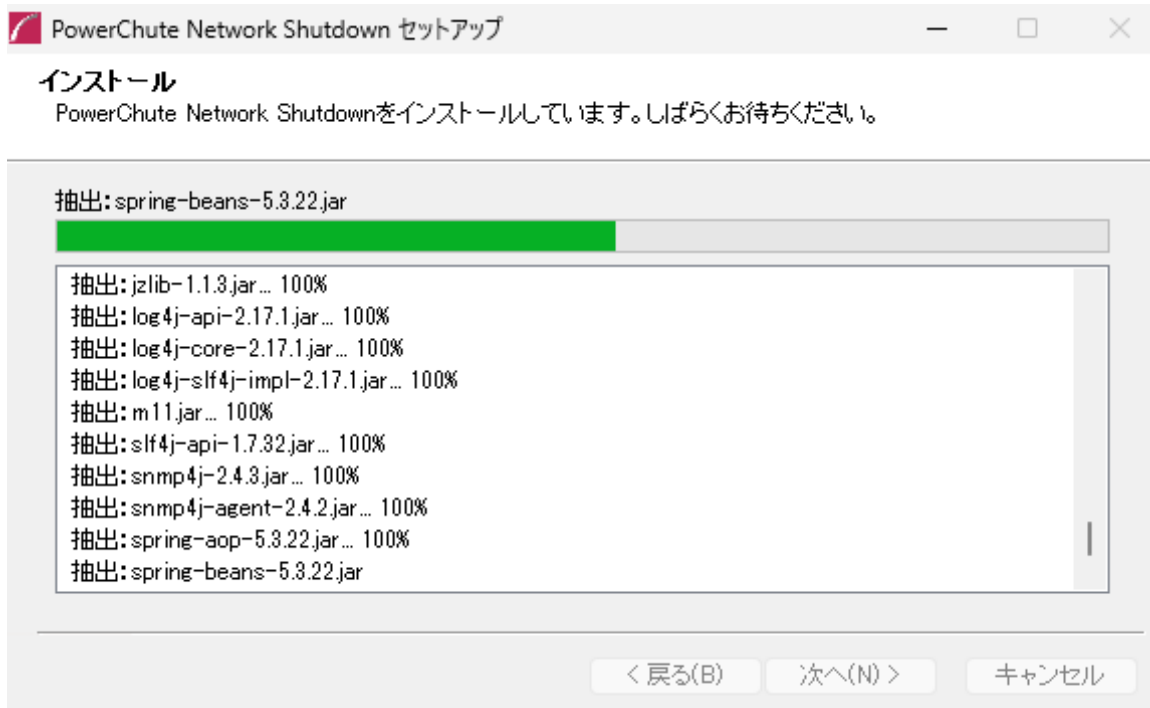 PowerChute Network Shutdown セットアップ
インストール
PowerChute Network Shutdownをインストールしています。しばらくお待ちください。
抽出: spring-beans-5.3.22.jar
抽出: jzlib-1.1.3.jar... 100%
抽出: log4j-api-2.17.1.jar... 100%
抽出: log4j-core-2.17.1.jar... 100%
抽出: log4j-slf4j-impl-2.17.1.jar... 100%
抽出: m11.jar... 100%
抽出: slf4j-api-1.7.32.jar... 100%
抽出: snmp4j-2.4.3.jar... 100%
抽出: snmp4j-agent-2.4.2.jar... 100%
抽出: spring-aop-5.3.22.jar... 100%
抽出: spring-beans-5.3.22.jar
< 戻る(B) 次へ(N) > キャンセル